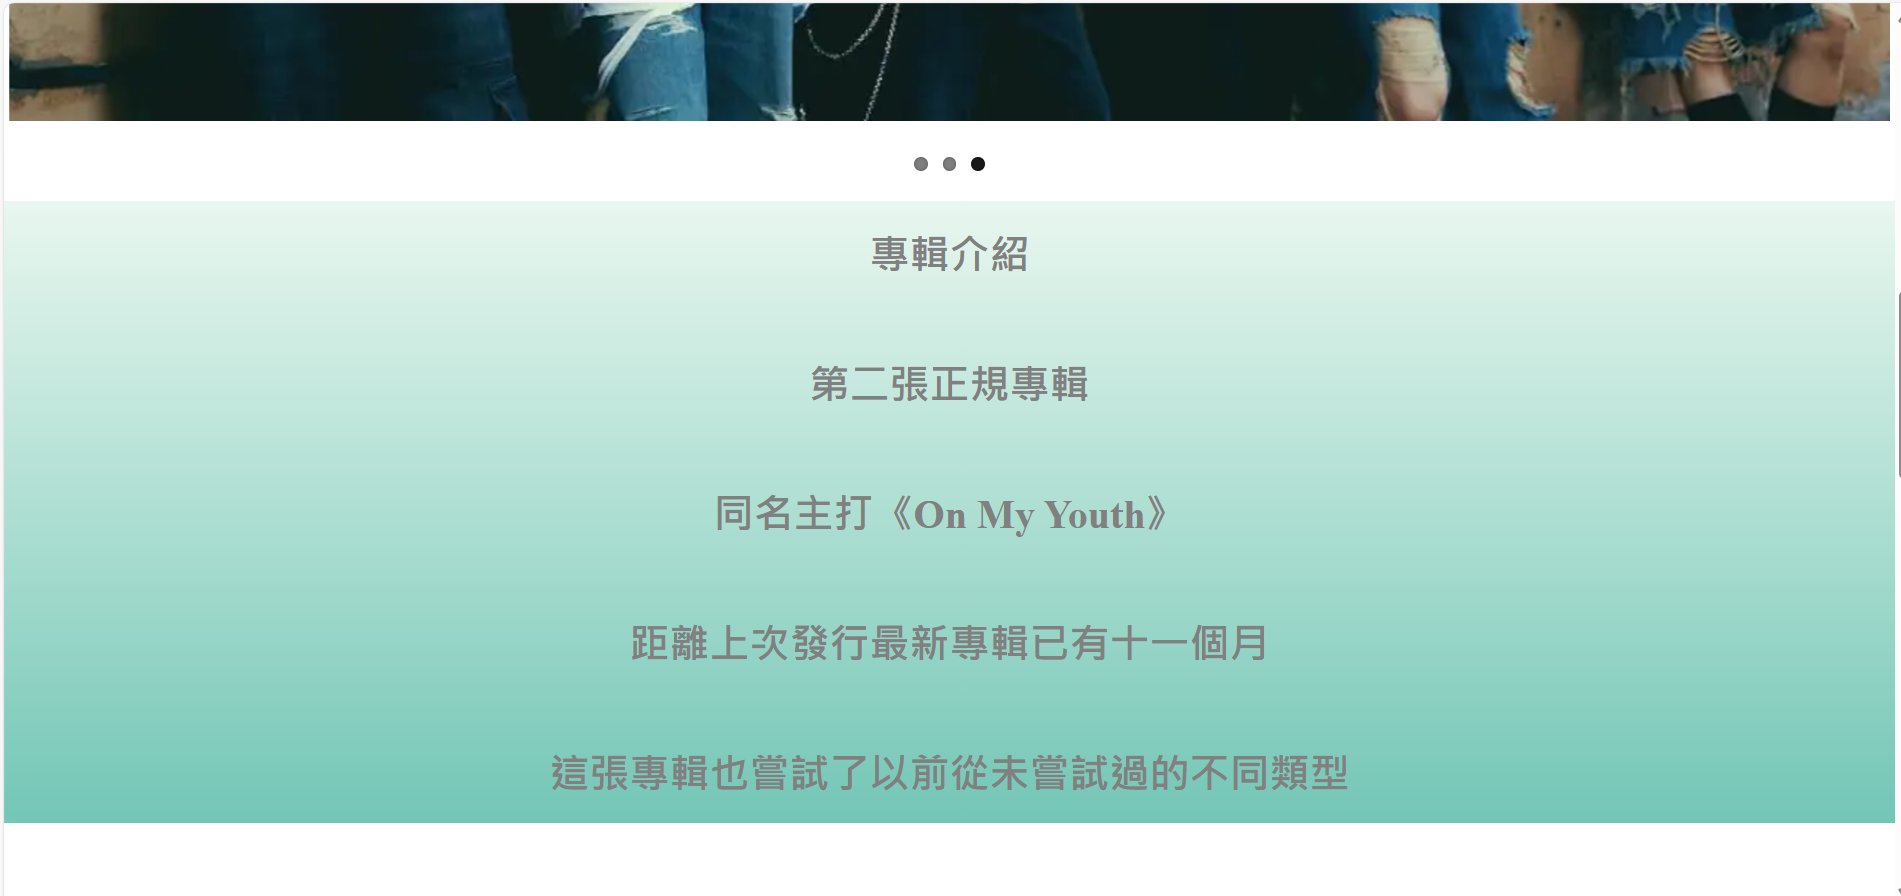 專輯介紹
第二張正規專輯
同名主打《On My Youth》
距離上次發行最新專輯已有十一個月
這張專輯也嘗試了以前從未嘗試過的不同類型